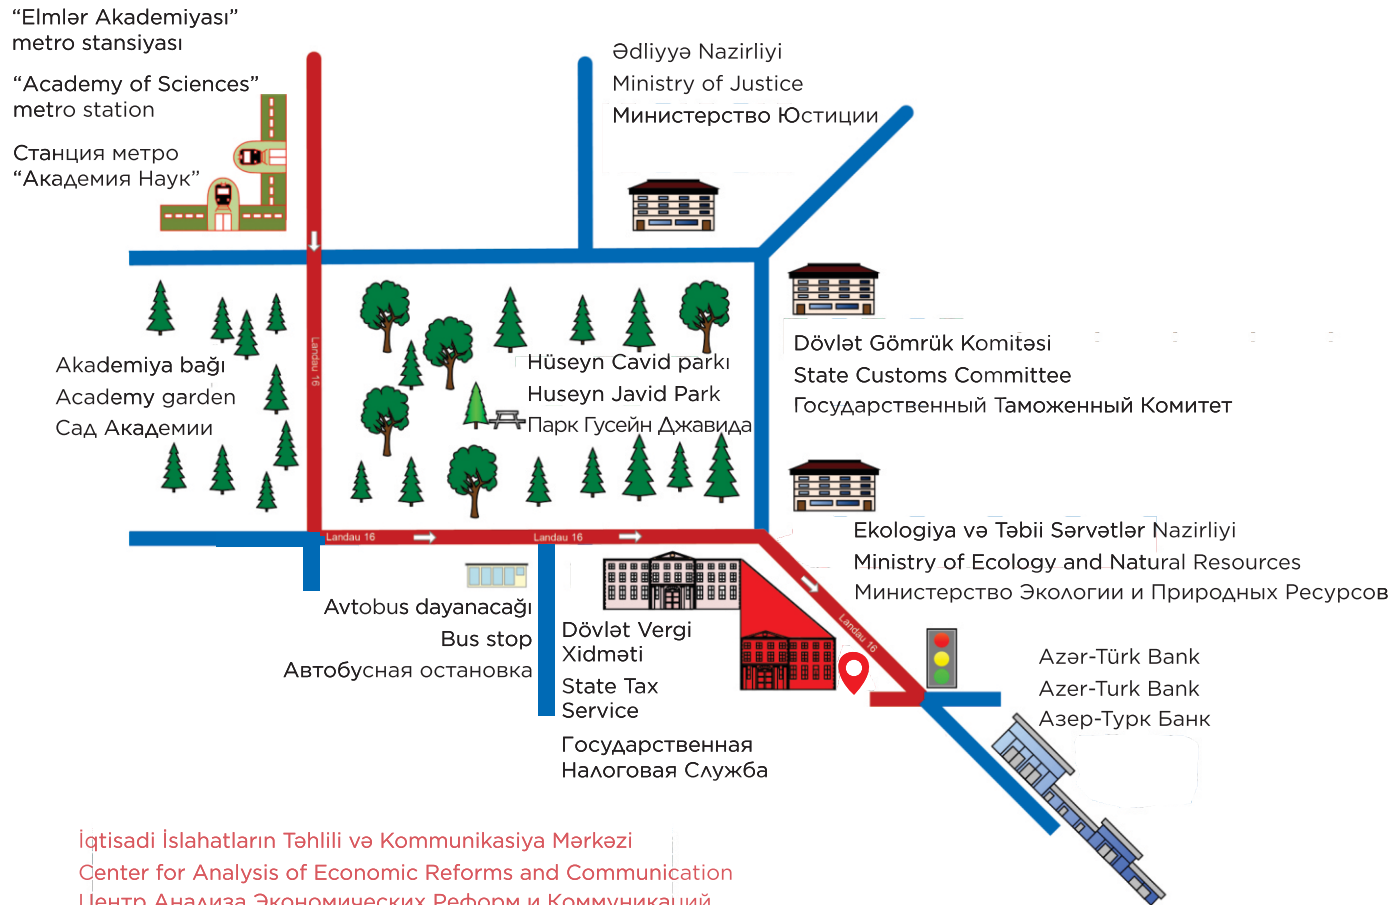 “Elmlər Akademiyası”
metro stansiyası
“Academy of Sciences”
metro station
Станция метро
“Академия Наук”
Ədliyyə Nazirliyi
Ministry of Justice
Министерство Юстиции
Landau 16
Akademiya bağı
Academy garden
Сад Академии
Hüseyn Cavid parkı
Huseyn Javid Park
Парк Гусейн Джавида
Dövlət Gömrük Komitəsi
State Customs Committee
Государственный Таможенный Комитет
Landau 16
Landau 16
Ekologiya və Təbii Sərvətlər Nazirliyi
Ministry of Ecology and Natural Resources
Министерство Экологии и Природных Ресурсов
Avtobus dayanacağı
Bus stop
Автобусная остановка
Dövlət Vergi
Xidməti
State Tax
Service
Государственная
Налоговая Служба
Landau 16
Azər-Türk Bank
Azer-Turk Bank
Азер-Турк Банк
İqtisadi İslahatların Təhlili və Kommunikasiya Mərkəzi
Center for Analysis of Economic Reforms and Communication
Центр Анализа Экономических Реформ и Коммуникаций